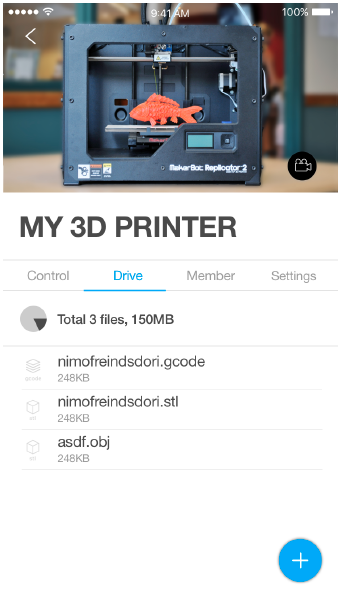 9:41 AM
100%
MakerBot Replicator 2
MY 3D PRINTER
Control Drive Member Settings
Total 3 files, 150MB
nimofreindsdori.gcode
gcode
248KB
nimofreindsdori.stl
stl
248KB
asdf.obj
stl
248KB